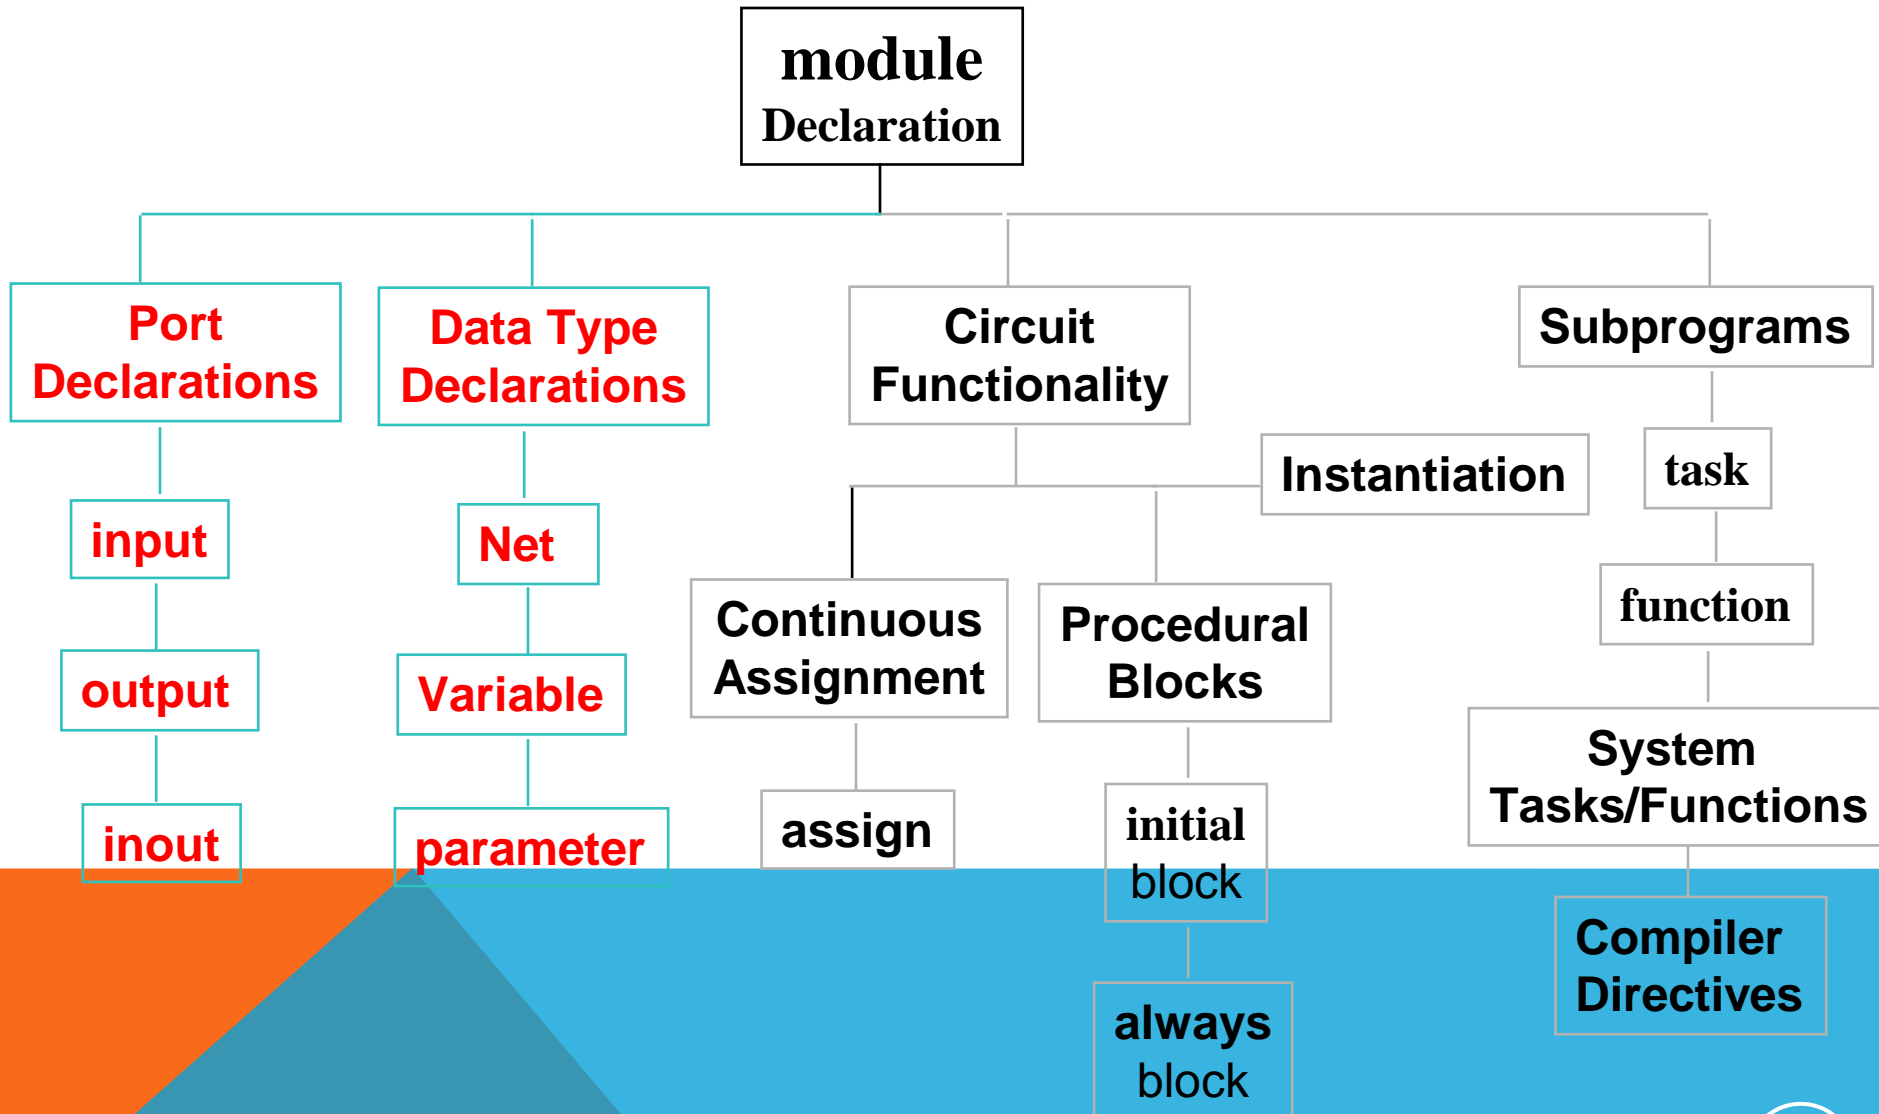 module
Declaration
Port
Declarations
input
output
inout
Data Type
Declarations
Net
Variable
parameter
Circuit
Functionality
Instantiation
Continuous
Assignment
assign
Procedural
Blocks
initial
block
always
block
Subprograms
task
function
System
Tasks/Functions
Compiler
Directives